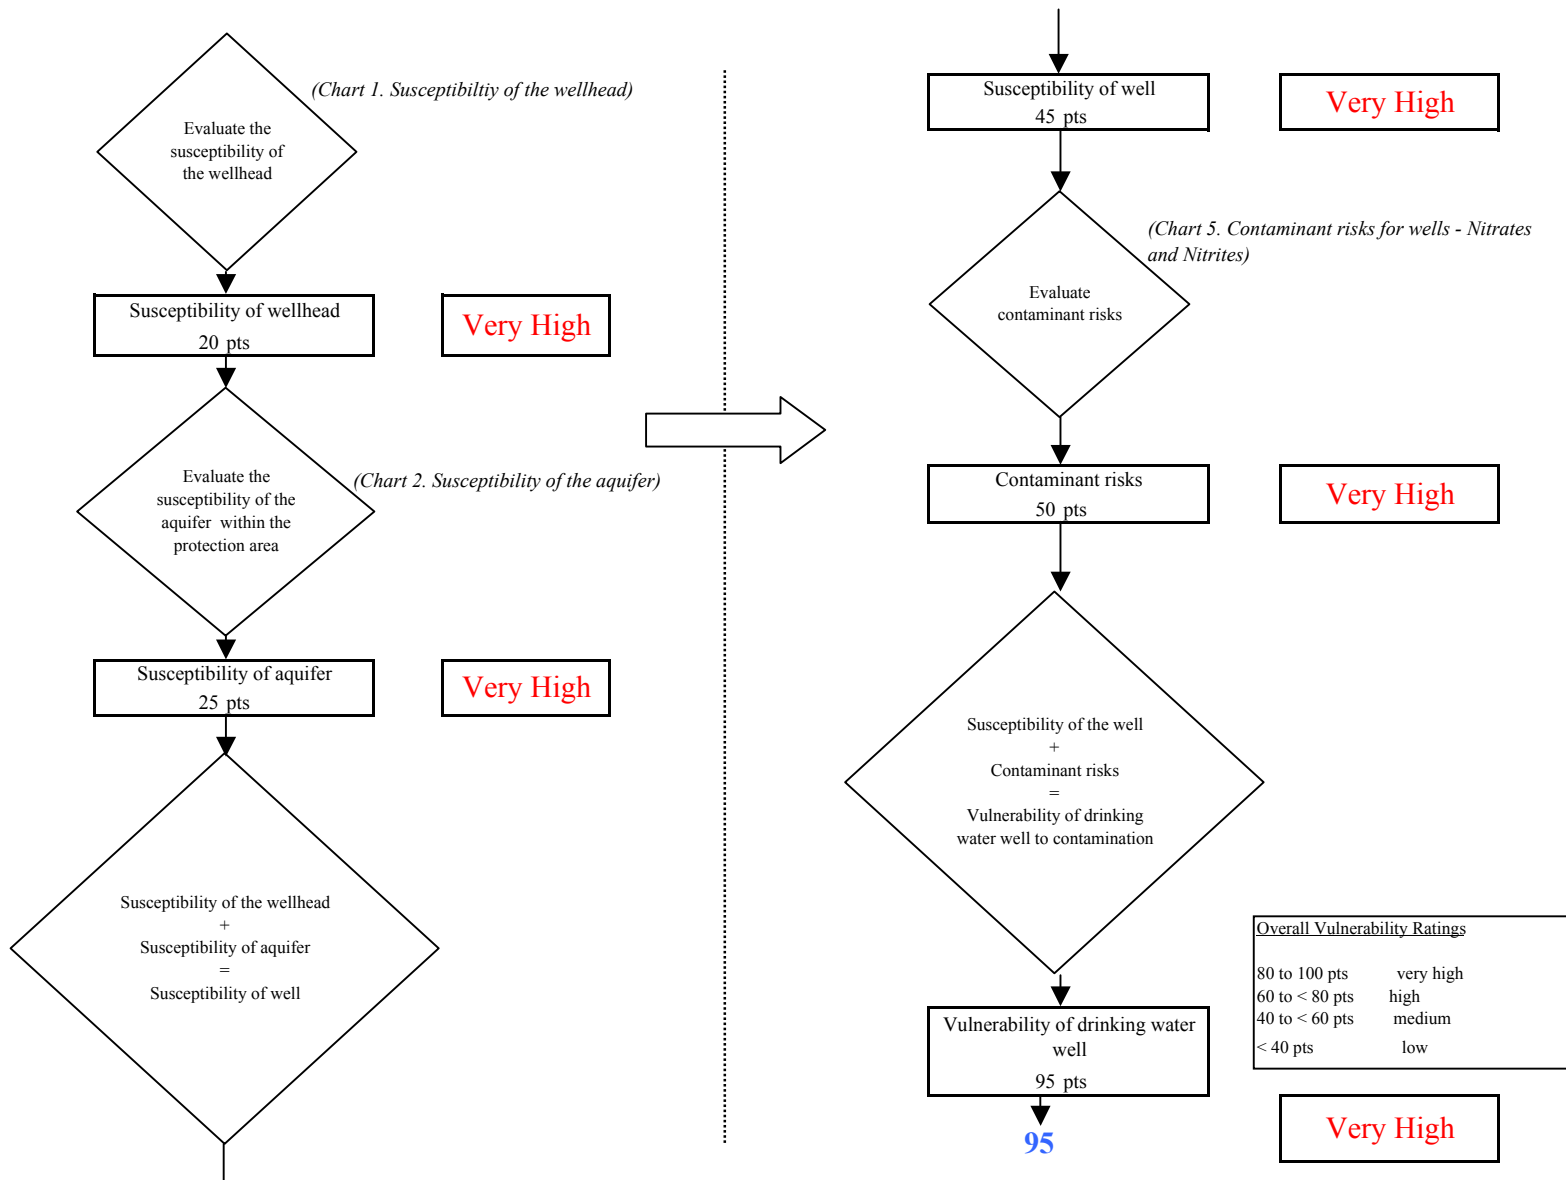 (Chart 1. Susceptibiltiy of the wellhead)
Evaluate the
susceptibility of
the wellhead
Susceptibility of wellhead
20 pts
Very High
(Chart 2. Susceptibility of the aquifer)
Evaluate the
susceptibility of the
aquifer within the
protection area
Susceptibility of aquifer
25 pts
Very High
Susceptibility of the wellhead
+
Susceptibility of aquifer
=
Susceptibility of well
Susceptibility of well
45 pts
Very High
(Chart 5. Contaminant risks for wells - Nitrates
and Nitrites)
Evaluate
contaminant risks
Contaminant risks
50 pts
Very High
Susceptibility of the well
+
Contaminant risks
=
Vulnerability of drinking
water well to contamination
Overall Vulnerability Ratings
80 to 100 pts very high
60 to < 80 pts high
40 to < 60 pts medium
< 40 pts low
Vulnerability of drinking water
well
95 pts
95
Very High